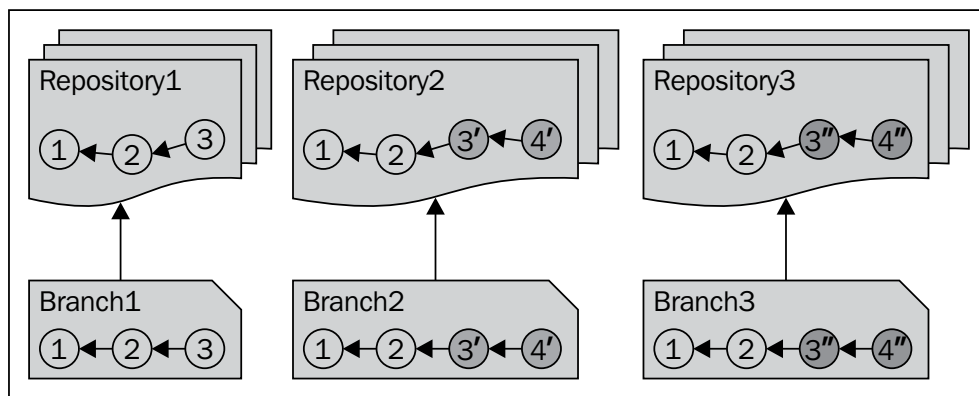 Repository1
1 2 3
Branch1
1 2 3
Repository2
1 2 3′ 4′
Branch2
1 2 3′ 4′
Repository3
1 2 3″ 4″
Branch3
1 2 3″ 4″